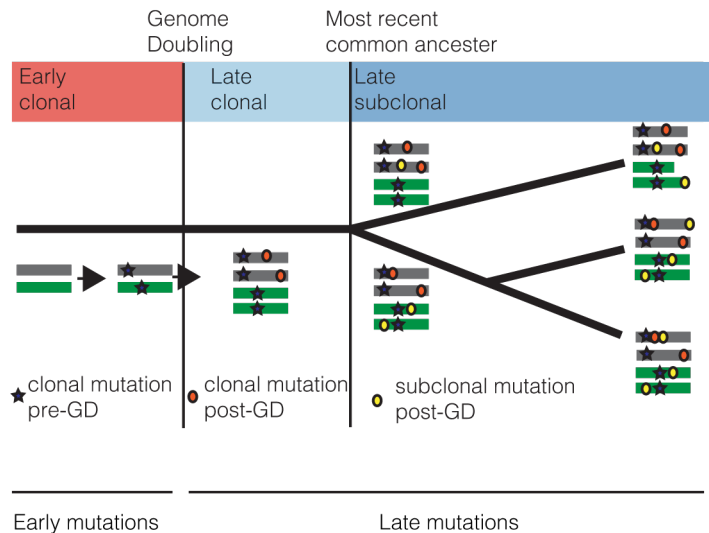 Genome
Doubling
Most recent
common ancester
Early
clonal
Late
clonal
Late
subclonal
clonal mutation
pre-GD
clonal mutation
post-GD
subclonal mutation
post-GD
Early mutations
Late mutations